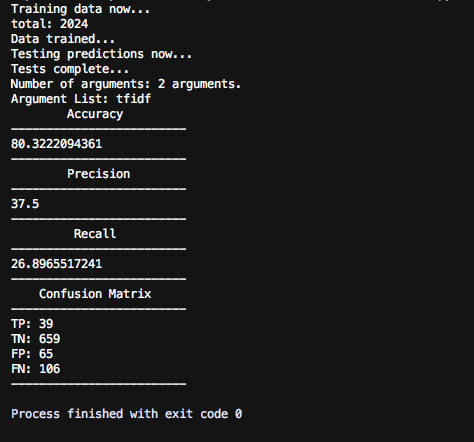 Training data now...
total: 2024
Data trained...
Testing predictions now...
Tests complete...
Number of arguments: 2 arguments.
Argument List: tfidf
Accuracy
-------------------------
80.3222094361
-------------------------
Precision
-------------------------
37.5
-------------------------
Recall
-------------------------
26.8965517241
-------------------------
Confusion Matrix
-------------------------
TP: 39
TN: 659
FP: 65
FN: 106
-------------------------
Process finished with exit code 0